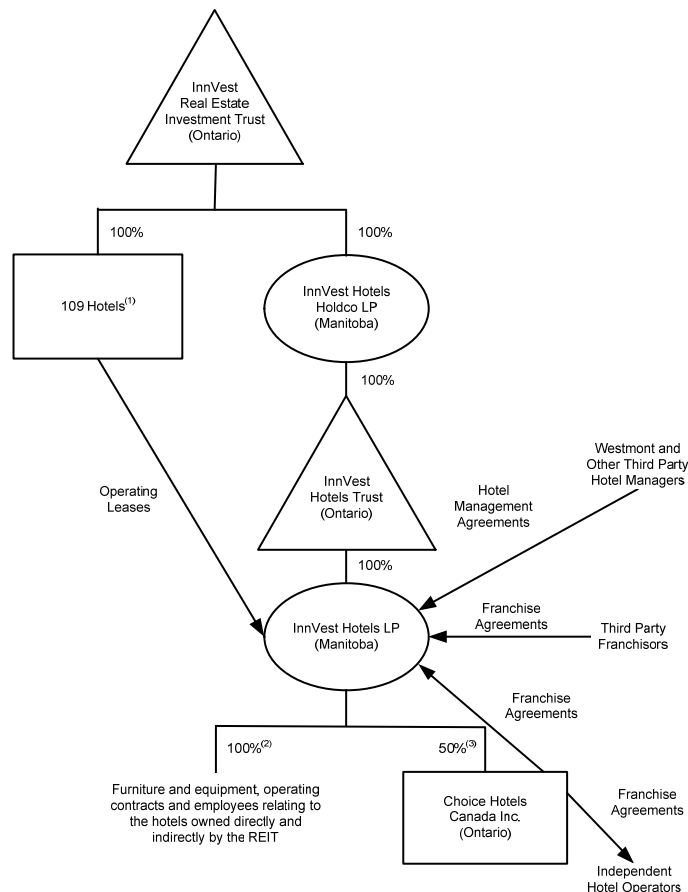 InnVest
Real Estate
Investment Trust
(Ontario)
100%
100%
109 Hotels(1)
InnVest Hotels
Holdco LP
(Manitoba)
100%
Operating
Leases
InnVest
Hotels Trust
(Ontario)
Hotel
Management
Agreements
Westmont and
Other Third Party
Hotel Managers
100%
InnVest Hotels LP
(Manitoba)
Franchise
Agreements
Third Party
Franchisors
Franchise
Agreements
100%(2)
50%(3)
Furniture and equipment, operating
contracts and employees relating to
the hotels owned directly and
indirectly by the REIT
Choice Hotels
Canada Inc.
(Ontario)
Franchise
Agreements
Independent
Hotel Operators